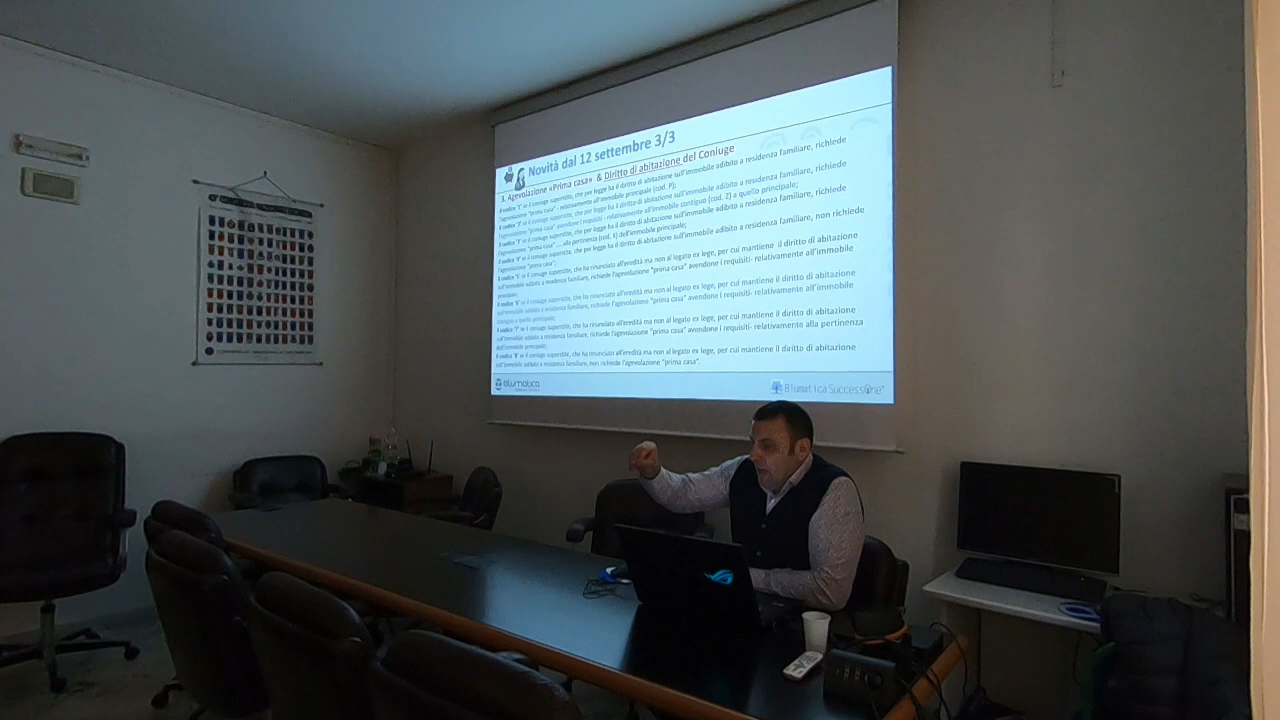 Novità dal 12 settembre 3/3
3. Agevolazione «Prima casa» & Diritto di abitazione del Coniuge
Il codice '1' se il coniuge superstite, che per legge ha il diritto di abitazione sull'immobile adibito a residenza familiare, richiede
l'agevolazione "prima casa" - relativamente all'immobile principale (cod. P);
Il codice '2' se il coniuge superstite, che per legge ha il diritto di abitazione sull'immobile adibito a residenza familiare, richiede
l'agevolazione "prima casa" avendone i requisiti - relativamente all'immobile contiguo (cod. Z) a quello principale;
Il codice '3' se il coniuge superstite, che per legge ha il diritto di abitazione sull'immobile adibito a residenza familiare, richiede
l'agevolazione "prima casa" ... alla pertinenza (cod. X) dell'immobile principale;
Il codice '4' se il coniuge superstite, che per legge ha il diritto di abitazione sull'immobile adibito a residenza familiare, non richiede
l'agevolazione "prima casa";
Il codice '5' se il coniuge superstite, che ha rinunciato all'eredità ma non al legato ex lege, per cui mantiene il diritto di abitazione
sull'immobile adibito a residenza familiare, richiede l'agevolazione "prima casa" avendone i requisiti- relativamente all'immobile
principale;
Il codice '6' se il coniuge superstite, che ha rinunciato all'eredità ma non al legato ex lege, per cui mantiene il diritto di abitazione
sull'immobile adibito a residenza familiare, richiede l'agevolazione "prima casa" avendone i requisiti- relativamente all'immobile
contiguo a quello principale;
Il codice '7' se il coniuge superstite, che ha rinunciato all'eredità ma non al legato ex lege, per cui mantiene il diritto di abitazione
sull'immobile adibito a residenza familiare, richiede l'agevolazione "prima casa" avendone i requisiti- relativamente alla pertinenza
dell'immobile principale;
Il codice '8' se il coniuge superstite, che ha rinunciato all'eredità ma non al legato ex lege, per cui mantiene il diritto di abitazione
sull'immobile adibito a residenza familiare, non richiede l'agevolazione "prima casa".
Blumatica
Blumatica SuccessOne